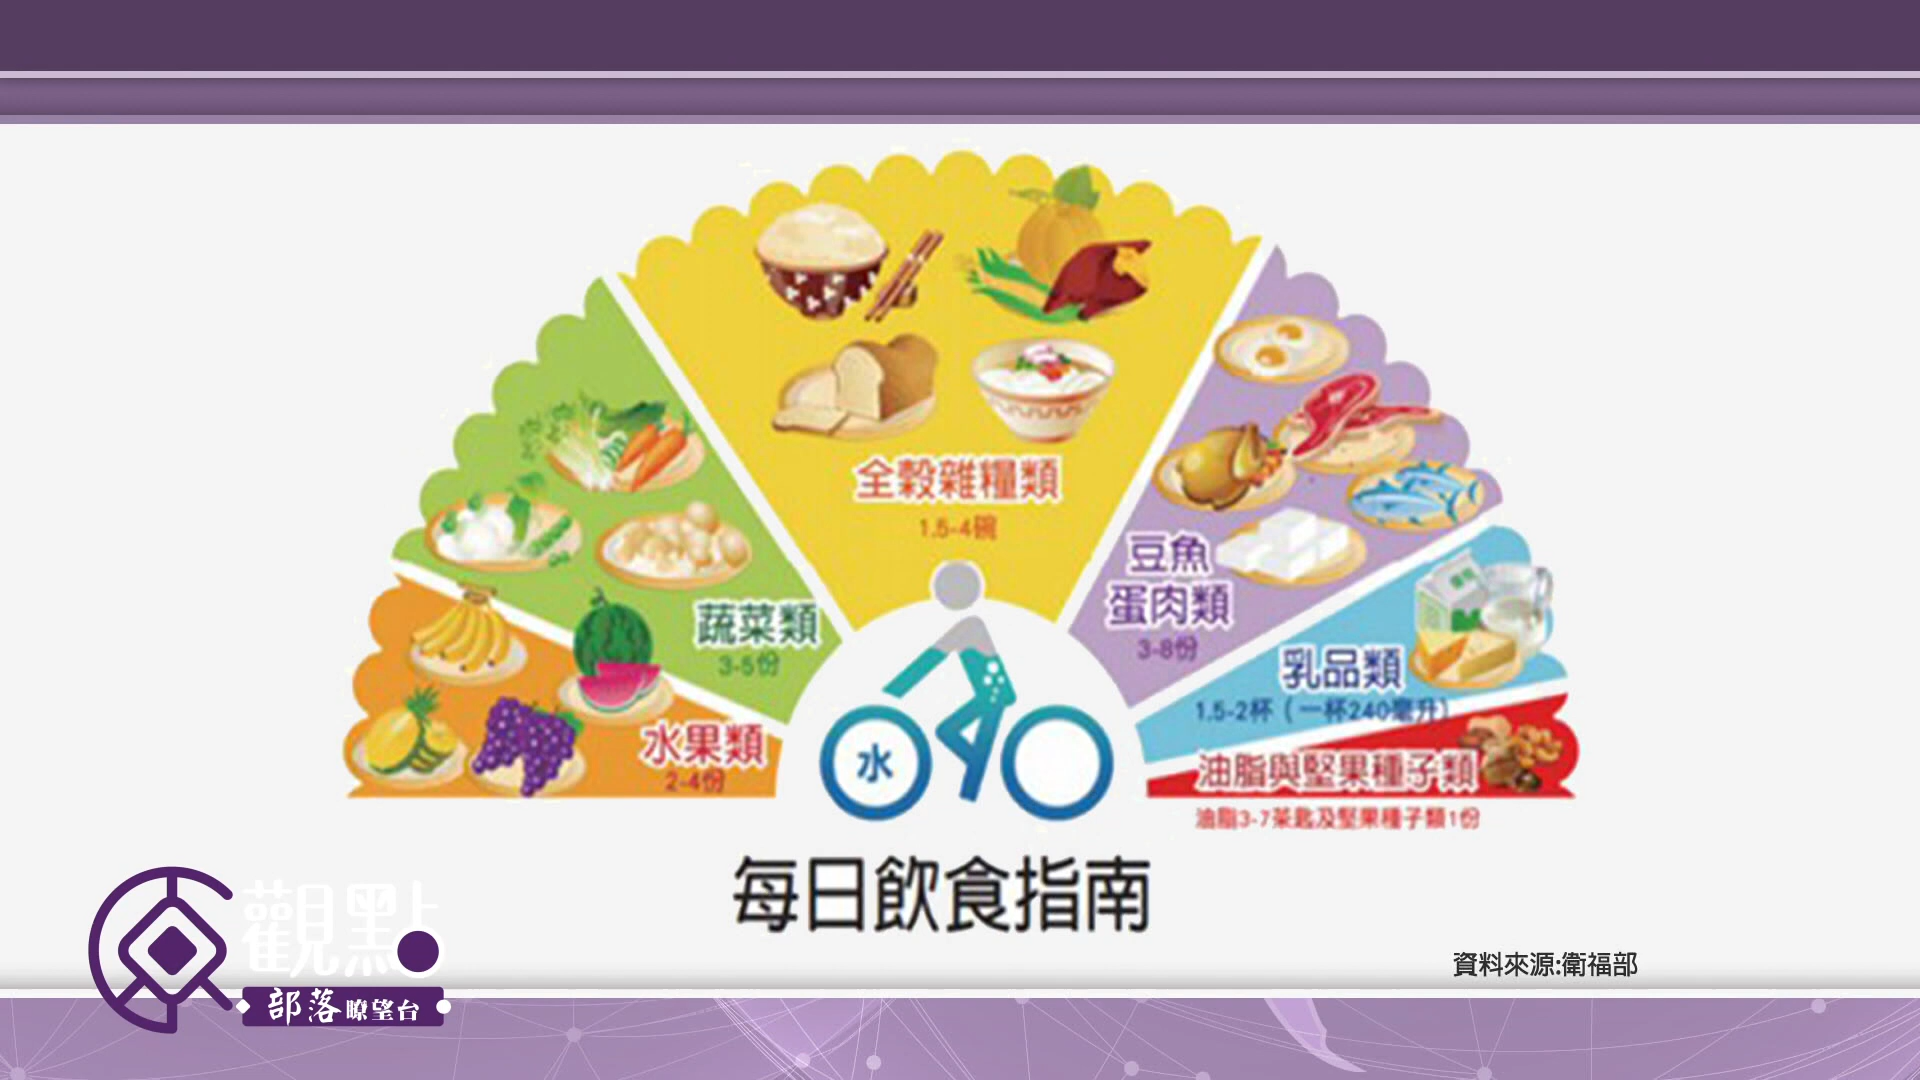 全穀雜糧類
1.5-4碗
豆魚
蛋肉類
3-8份
蔬菜類
3-5份
乳品類
1.5-2杯（一杯240毫升）
水果類
2-4份
水
油脂與堅果種子類
油脂3-7茶匙及堅果種子類1份
每日飲食指南
觀點
部落瞭望台
資料來源:衛福部